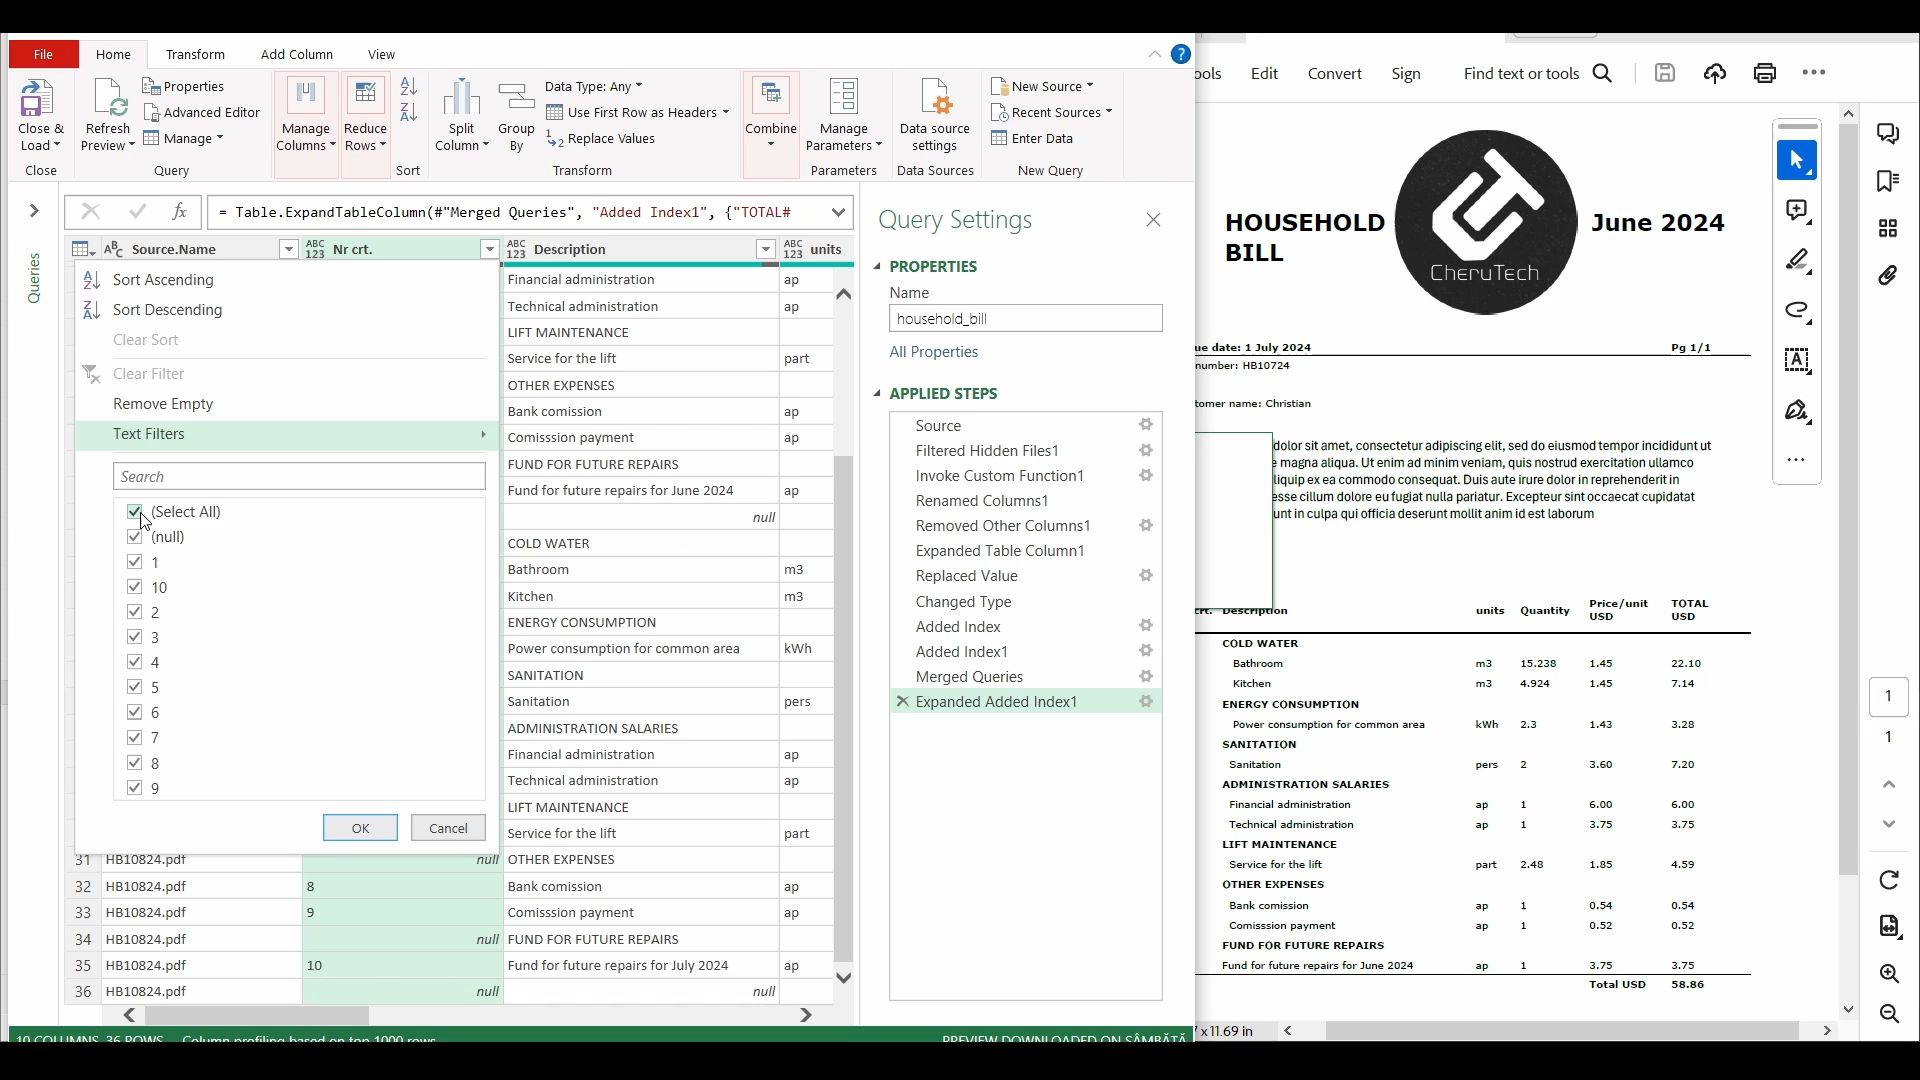 File Home Transform Add Column View
Close & Load
Close
Refresh Preview
Properties
Advanced Editor
Manage
Query
Manage Columns
Reduce Rows
Sort
Split Column
Group By
Data Type: Any
Use First Row as Headers
Replace Values
Transform
Combine
Manage Parameters
Parameters
Data source settings
Data Sources
New Source
Recent Sources
Enter Data
New Query
Queries
fx = Table.ExpandTableColumn(#"Merged Queries", "Added Index1", {"TOTAL#
Source.Name Nr crt. Description units
Sort Ascending
Sort Descending
Clear Sort
Clear Filter
Remove Empty
Text Filters
Search
(Select All)
(null)
1
10
2
3
4
5
6
7
8
9
OK Cancel
Financial administration ap
Technical administration ap
LIFT MAINTENANCE
Service for the lift part
OTHER EXPENSES
Bank comission ap
Comisssion payment ap
FUND FOR FUTURE REPAIRS
Fund for future repairs for June 2024 ap
null
COLD WATER
Bathroom m3
Kitchen m3
ENERGY CONSUMPTION
Power consumption for common area kWh
SANITATION
Sanitation pers
ADMINISTRATION SALARIES
Financial administration ap
Technical administration ap
LIFT MAINTENANCE
Service for the lift part
31 HB10824.pdf null OTHER EXPENSES
32 HB10824.pdf 8 Bank comission ap
33 HB10824.pdf 9 Comisssion payment ap
34 HB10824.pdf null FUND FOR FUTURE REPAIRS
35 HB10824.pdf 10 Fund for future repairs for July 2024 ap
36 HB10824.pdf null null
10 COLUMNS, 36 ROWS Column profiling based on top 1000 rows
PREVIEW DOWNLOADED ON SÂMBĂTĂ
Query Settings
PROPERTIES
Name
household_bill
All Properties
APPLIED STEPS
Source
Filtered Hidden Files1
Invoke Custom Function1
Renamed Columns1
Removed Other Columns1
Expanded Table Column1
Replaced Value
Changed Type
Added Index
Added Index1
Merged Queries
Expanded Added Index1
ools Edit Convert Sign Find text or tools
HOUSEHOLD BILL
CheruTech
June 2024
ue date: 1 July 2024 Pg 1/1
number: HB10724
tomer name: Christian
dolor sit amet, consectetur adipiscing elit, sed do eiusmod tempor incididunt ut
e magna aliqua. Ut enim ad minim veniam, quis nostrud exercitation ullamco
liquip ex ea commodo consequat. Duis aute irure dolor in reprehenderit in
esse cillum dolore eu fugiat nulla pariatur. Excepteur sint occaecat cupidatat
unt in culpa qui officia deserunt mollit anim id est laborum
crt. Description units Quantity Price/unit USD TOTAL USD
COLD WATER
Bathroom m3 15.238 1.45 22.10
Kitchen m3 4.924 1.45 7.14
ENERGY CONSUMPTION
Power consumption for common area kWh 2.3 1.43 3.28
SANITATION
Sanitation pers 2 3.60 7.20
ADMINISTRATION SALARIES
Financial administration ap 1 6.00 6.00
Technical administration ap 1 3.75 3.75
LIFT MAINTENANCE
Service for the lift part 2.48 1.85 4.59
OTHER EXPENSES
Bank comission ap 1 0.54 0.54
Comisssion payment ap 1 0.52 0.52
FUND FOR FUTURE REPAIRS
Fund for future repairs for June 2024 ap 1 3.75 3.75
Total USD 58.86
7 x 11.69 in
1
1